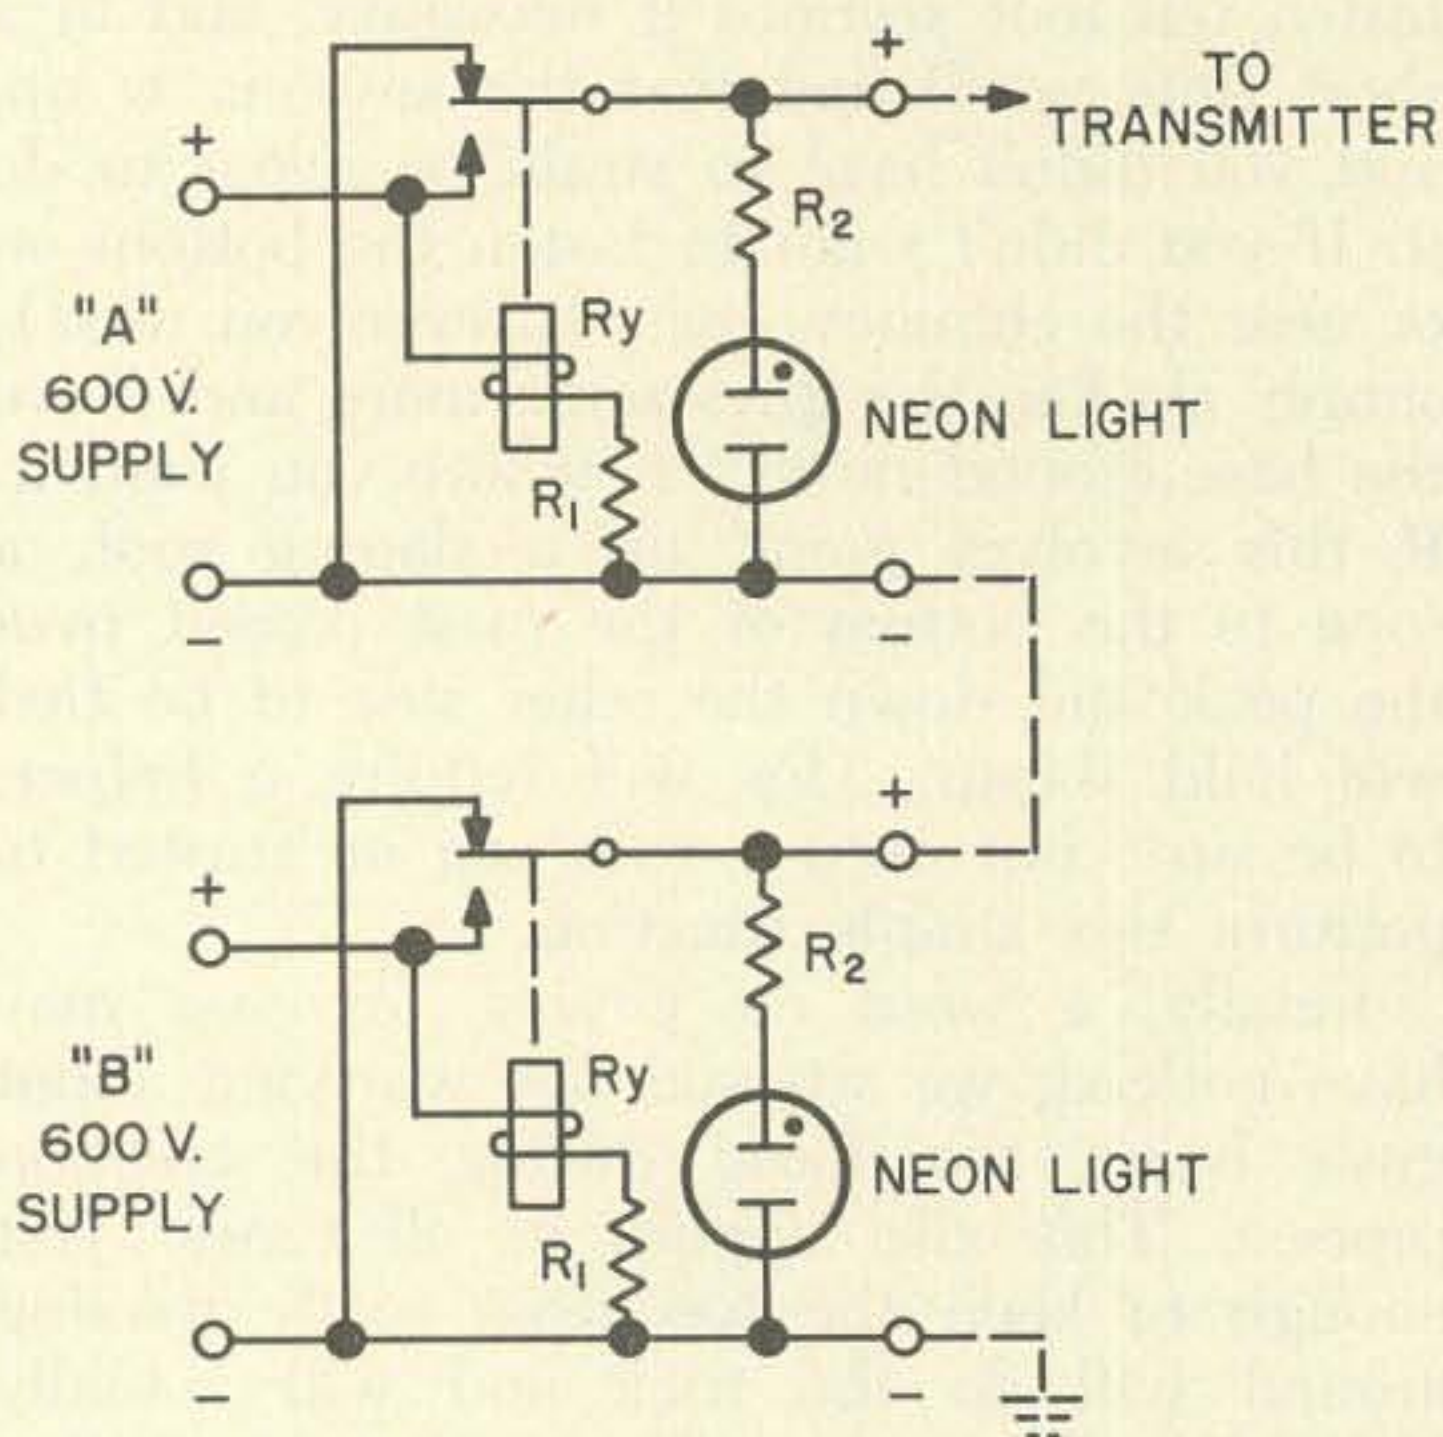 +
TO
TRANSMITTER
+
R2
"A"
600 V.
SUPPLY
Ry
NEON LIGHT
R1
-
-
+
+
R2
"B"
600 V.
SUPPLY
Ry
NEON LIGHT
R1
-
-